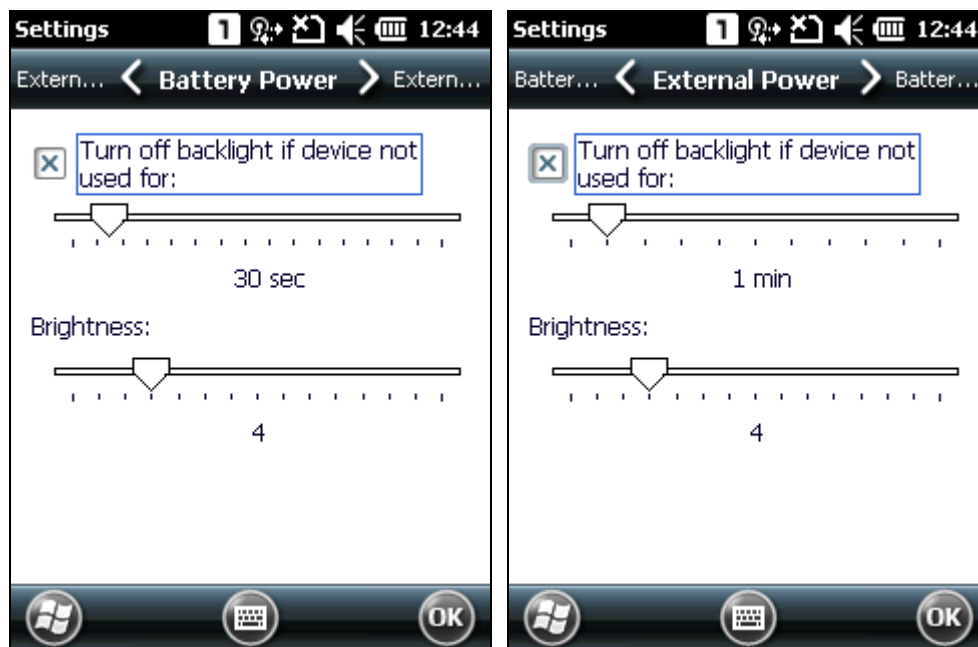 Settings 1 12:44
Extern... Battery Power Extern...
Turn off backlight if device not
used for:
30 sec
Brightness:
4
OK
Settings 1 12:44
Batter... External Power Batter...
Turn off backlight if device not
used for:
1 min
Brightness:
4
OK